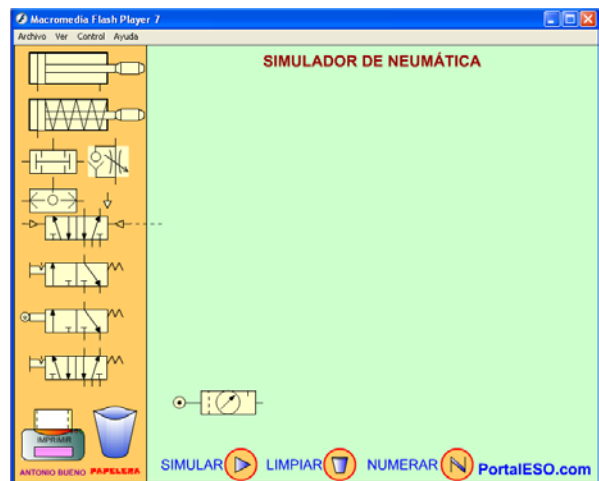 Macromedia Flash Player 7
Archivo Ver Control Ayuda
SIMULADOR DE NEUMÁTICA
IMPRIMIR
ANTONIO BUENO PAPELERA
SIMULAR LIMPIAR NUMERAR PortalESO.com